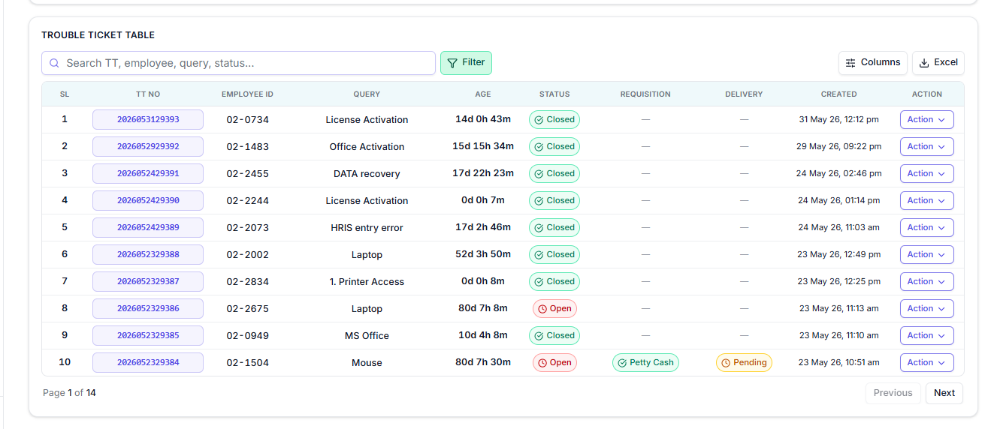 TROUBLE TICKET TABLE
Search TT, employee, query, status... Filter Columns Excel
SL TT NO EMPLOYEE ID QUERY AGE STATUS REQUISITION DELIVERY CREATED ACTION
1 2026053129393 02-0734 License Activation 14d 0h 43m Closed — — 31 May 26, 12:12 pm Action
2 2026052929392 02-1483 Office Activation 15d 15h 34m Closed — — 29 May 26, 09:22 pm Action
3 2026052429391 02-2455 DATA recovery 17d 22h 23m Closed — — 24 May 26, 02:46 pm Action
4 2026052429390 02-2244 License Activation 0d 0h 7m Closed — — 24 May 26, 01:14 pm Action
5 2026052429389 02-2073 HRIS entry error 17d 2h 46m Closed — — 24 May 26, 11:03 am Action
6 2026052329388 02-2002 Laptop 52d 3h 50m Closed — — 23 May 26, 12:49 pm Action
7 2026052329387 02-2834 1. Printer Access 0d 0h 8m Closed — — 23 May 26, 12:25 pm Action
8 2026052329386 02-2675 Laptop 80d 7h 8m Open — — 23 May 26, 11:13 am Action
9 2026052329385 02-0949 MS Office 10d 4h 8m Closed — — 23 May 26, 11:10 am Action
10 2026052329384 02-1504 Mouse 80d 7h 30m Open Petty Cash Pending 23 May 26, 10:51 am Action
Page 1 of 14 Previous Next